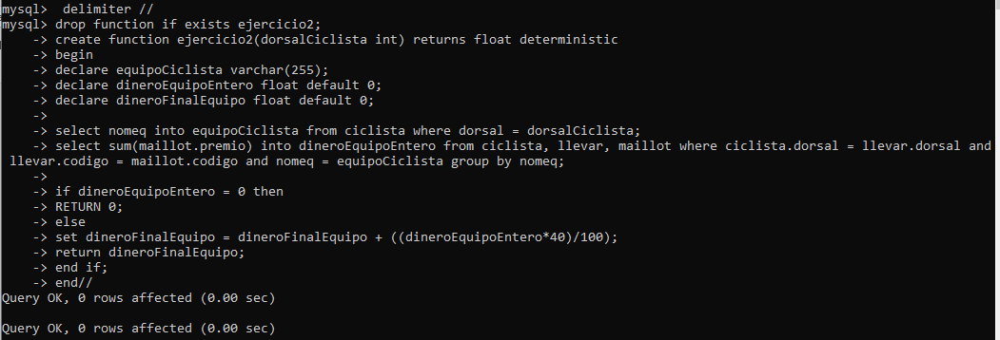 mysql>  delimiter //
mysql> drop function if exists ejercicio2;
    -> create function ejercicio2(dorsalCiclista int) returns float deterministic
    -> begin
    -> declare equipoCiclista varchar(255);
    -> declare dineroEquipoEntero float default 0;
    -> declare dineroFinalEquipo float default 0;
    ->
    -> select nomeq into equipoCiclista from ciclista where dorsal = dorsalCiclista;
    -> select sum(maillot.premio) into dineroEquipoEntero from ciclista, llevar, maillot where ciclista.dorsal = llevar.dorsal and
 llevar.codigo = maillot.codigo and nomeq = equipoCiclista group by nomeq;
    ->
    -> if dineroEquipoEntero = 0 then
    -> RETURN 0;
    -> else
    -> set dineroFinalEquipo = dineroFinalEquipo + ((dineroEquipoEntero*40)/100);
    -> return dineroFinalEquipo;
    -> end if;
    -> end//
Query OK, 0 rows affected (0.00 sec)
Query OK, 0 rows affected (0.00 sec)